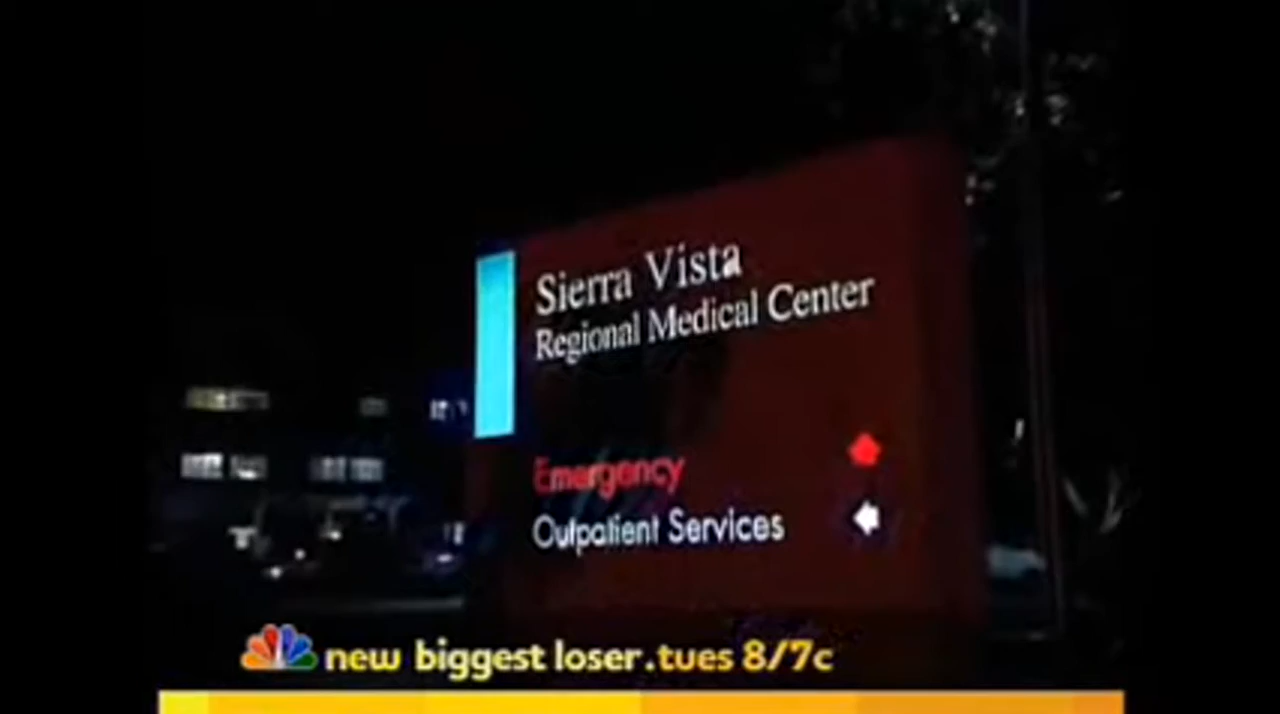 Sierra Vista
Regional Medical Center
Emergency
Outpatient Services
new biggest loser.tues 8/7c